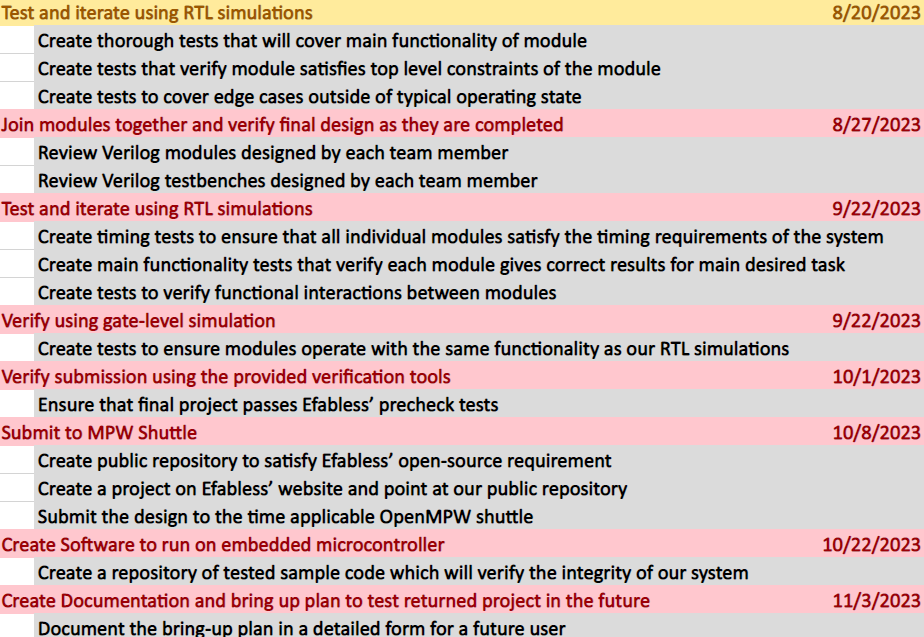 Test and iterate using RTL simulations 8/20/2023
Create thorough tests that will cover main functionality of module
Create tests that verify module satisfies top level constraints of the module
Create tests to cover edge cases outside of typical operating state
Join modules together and verify final design as they are completed 8/27/2023
Review Verilog modules designed by each team member
Review Verilog testbenches designed by each team member
Test and iterate using RTL simulations 9/22/2023
Create timing tests to ensure that all individual modules satisfy the timing requirements of the system
Create main functionality tests that verify each module gives correct results for main desired task
Create tests to verify functional interactions between modules
Verify using gate-level simulation 9/22/2023
Create tests to ensure modules operate with the same functionality as our RTL simulations
Verify submission using the provided verification tools 10/1/2023
Ensure that final project passes Efabless’ precheck tests
Submit to MPW Shuttle 10/8/2023
Create public repository to satisfy Efabless’ open-source requirement
Create a project on Efabless’ website and point at our public repository
Submit the design to the time applicable OpenMPW shuttle
Create Software to run on embedded microcontroller 10/22/2023
Create a repository of tested sample code which will verify the integrity of our system
Create Documentation and bring up plan to test returned project in the future 11/3/2023
Document the bring-up plan in a detailed form for a future user